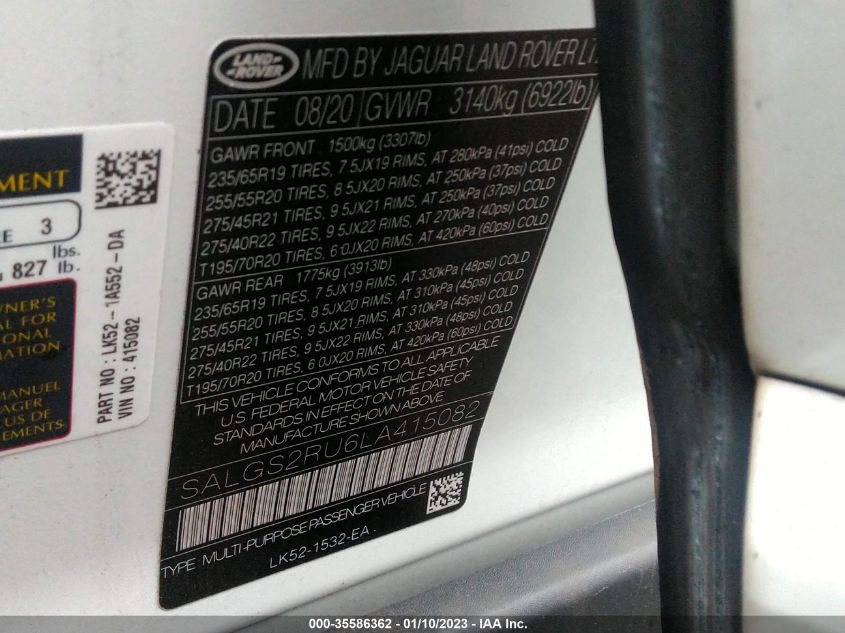 LAND ROVER
MFD BY JAGUAR LAND ROVER
DATE 08/20 GVWR 3140kg (6922lb)
GAWR FRONT 1500kg (3307lb)
235/65R19 TIRES, 7.5JX19 RIMS, AT 280kPa (41psi) COLD
255/55R20 TIRES, 8.5JX20 RIMS, AT 250kPa (37psi) COLD
275/45R21 TIRES, 9.5JX21 RIMS, AT 250kPa (37psi) COLD
275/40R22 TIRES, 9.5JX22 RIMS, AT 270kPa (40psi) COLD
T195/70R20 TIRES, 6.0JX20 RIMS, AT 420kPa (60psi) COLD
GAWR REAR 1775kg (3913lb)
235/65R19 TIRES, 7.5JX19 RIMS, AT 330kPa (48psi) COLD
255/55R20 TIRES, 8.5JX20 RIMS, AT 310kPa (45psi) COLD
275/45R21 TIRES, 9.5JX21 RIMS, AT 310kPa (45psi) COLD
275/40R22 TIRES, 9.5JX22 RIMS, AT 330kPa (48psi) COLD
T195/70R20 TIRES, 6.0JX20 RIMS, AT 420kPa (60psi) COLD
THIS VEHICLE CONFORMS TO ALL APPLICABLE
U.S. FEDERAL MOTOR VEHICLE SAFETY
STANDARDS IN EFFECT ON THE DATE OF
MANUFACTURE SHOWN ABOVE
SALGS2RU6LA415082
TYPE MULTI-PURPOSE PASSENGER VEHICLE
LK52-1532-EA
3
lbs.
827 lb.
OWNER'S
FOR
MATION
MANUEL
PLUS DE
PART NO : LK52-1A552-DA
VIN NO : 415082
000-35586362 - 01/10/2023 - IAA Inc.